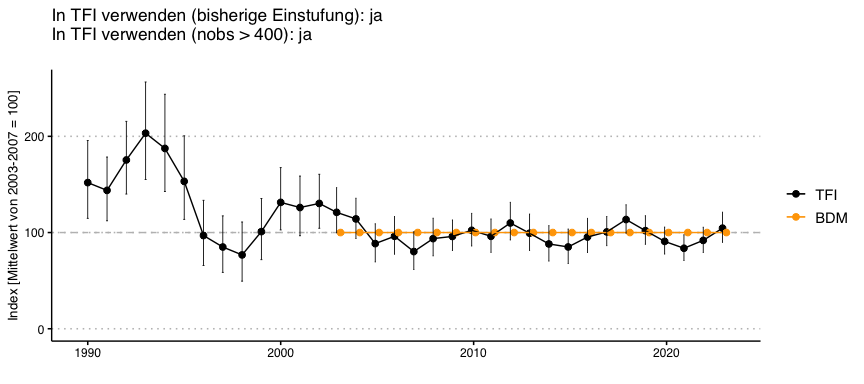 In TFI verwenden (bisherige Einstufung): ja
In TFI verwenden (nobs > 400): ja
Index [Mittelwert von 2003-2007 = 100]
200
100
0
1990
2000
2010
2020
TFI
BDM